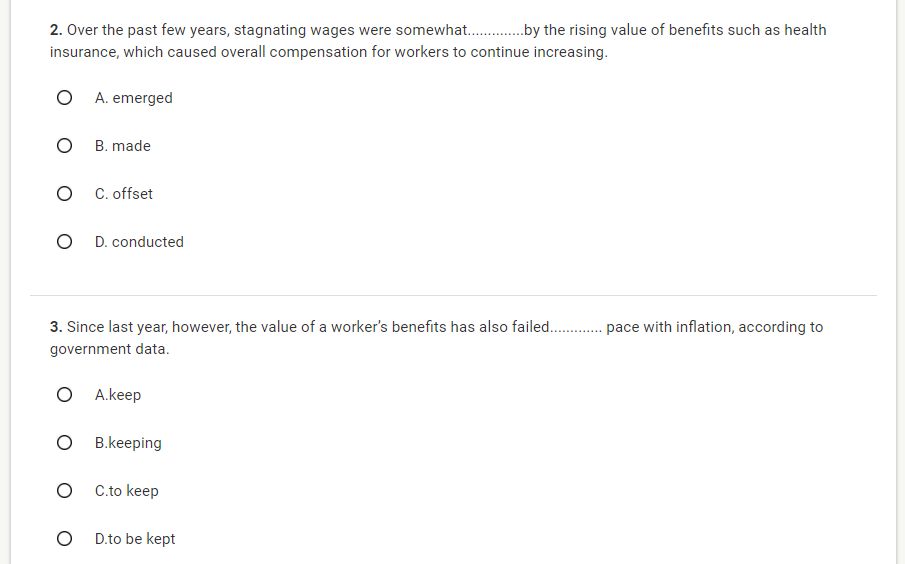 2. Over the past few years, stagnating wages were somewhat..............by the rising value of benefits such as health
insurance, which caused overall compensation for workers to continue increasing.
A. emerged
B. made
C. offset
D. conducted
3. Since last year, however, the value of a worker's benefits has also failed............. pace with inflation, according to
government data.
A.keep
B.keeping
C.to keep
D.to be kept